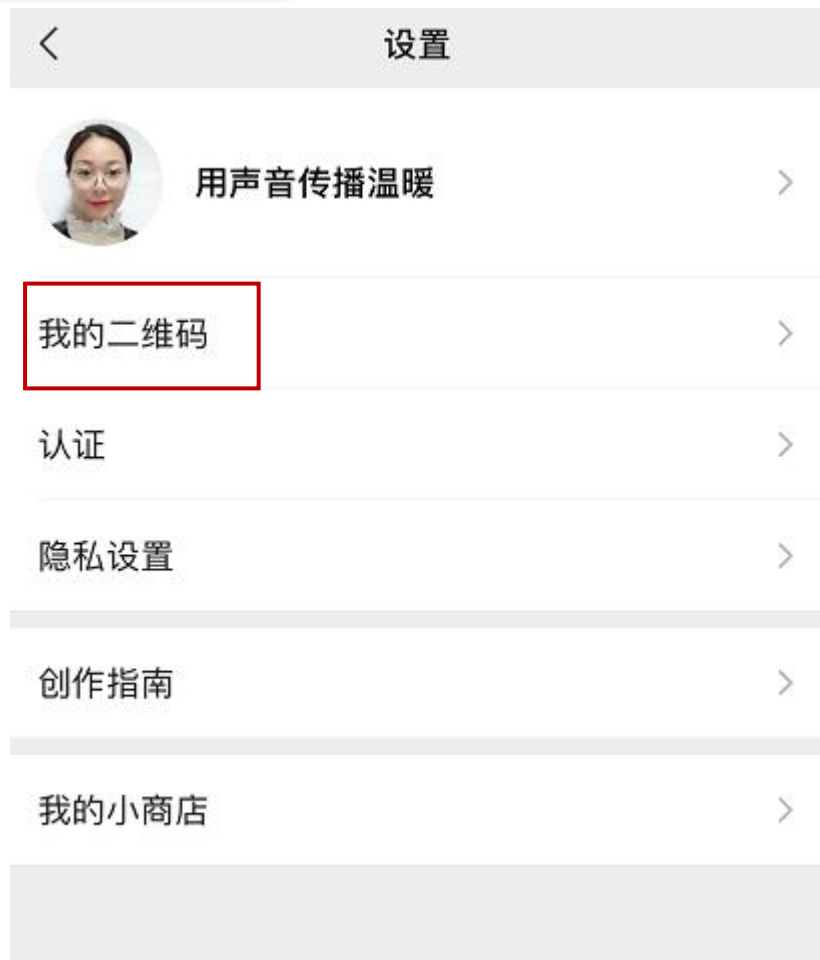 设置
用声音传播温暖
我的二维码
认证
隐私设置
创作指南
我的小商店